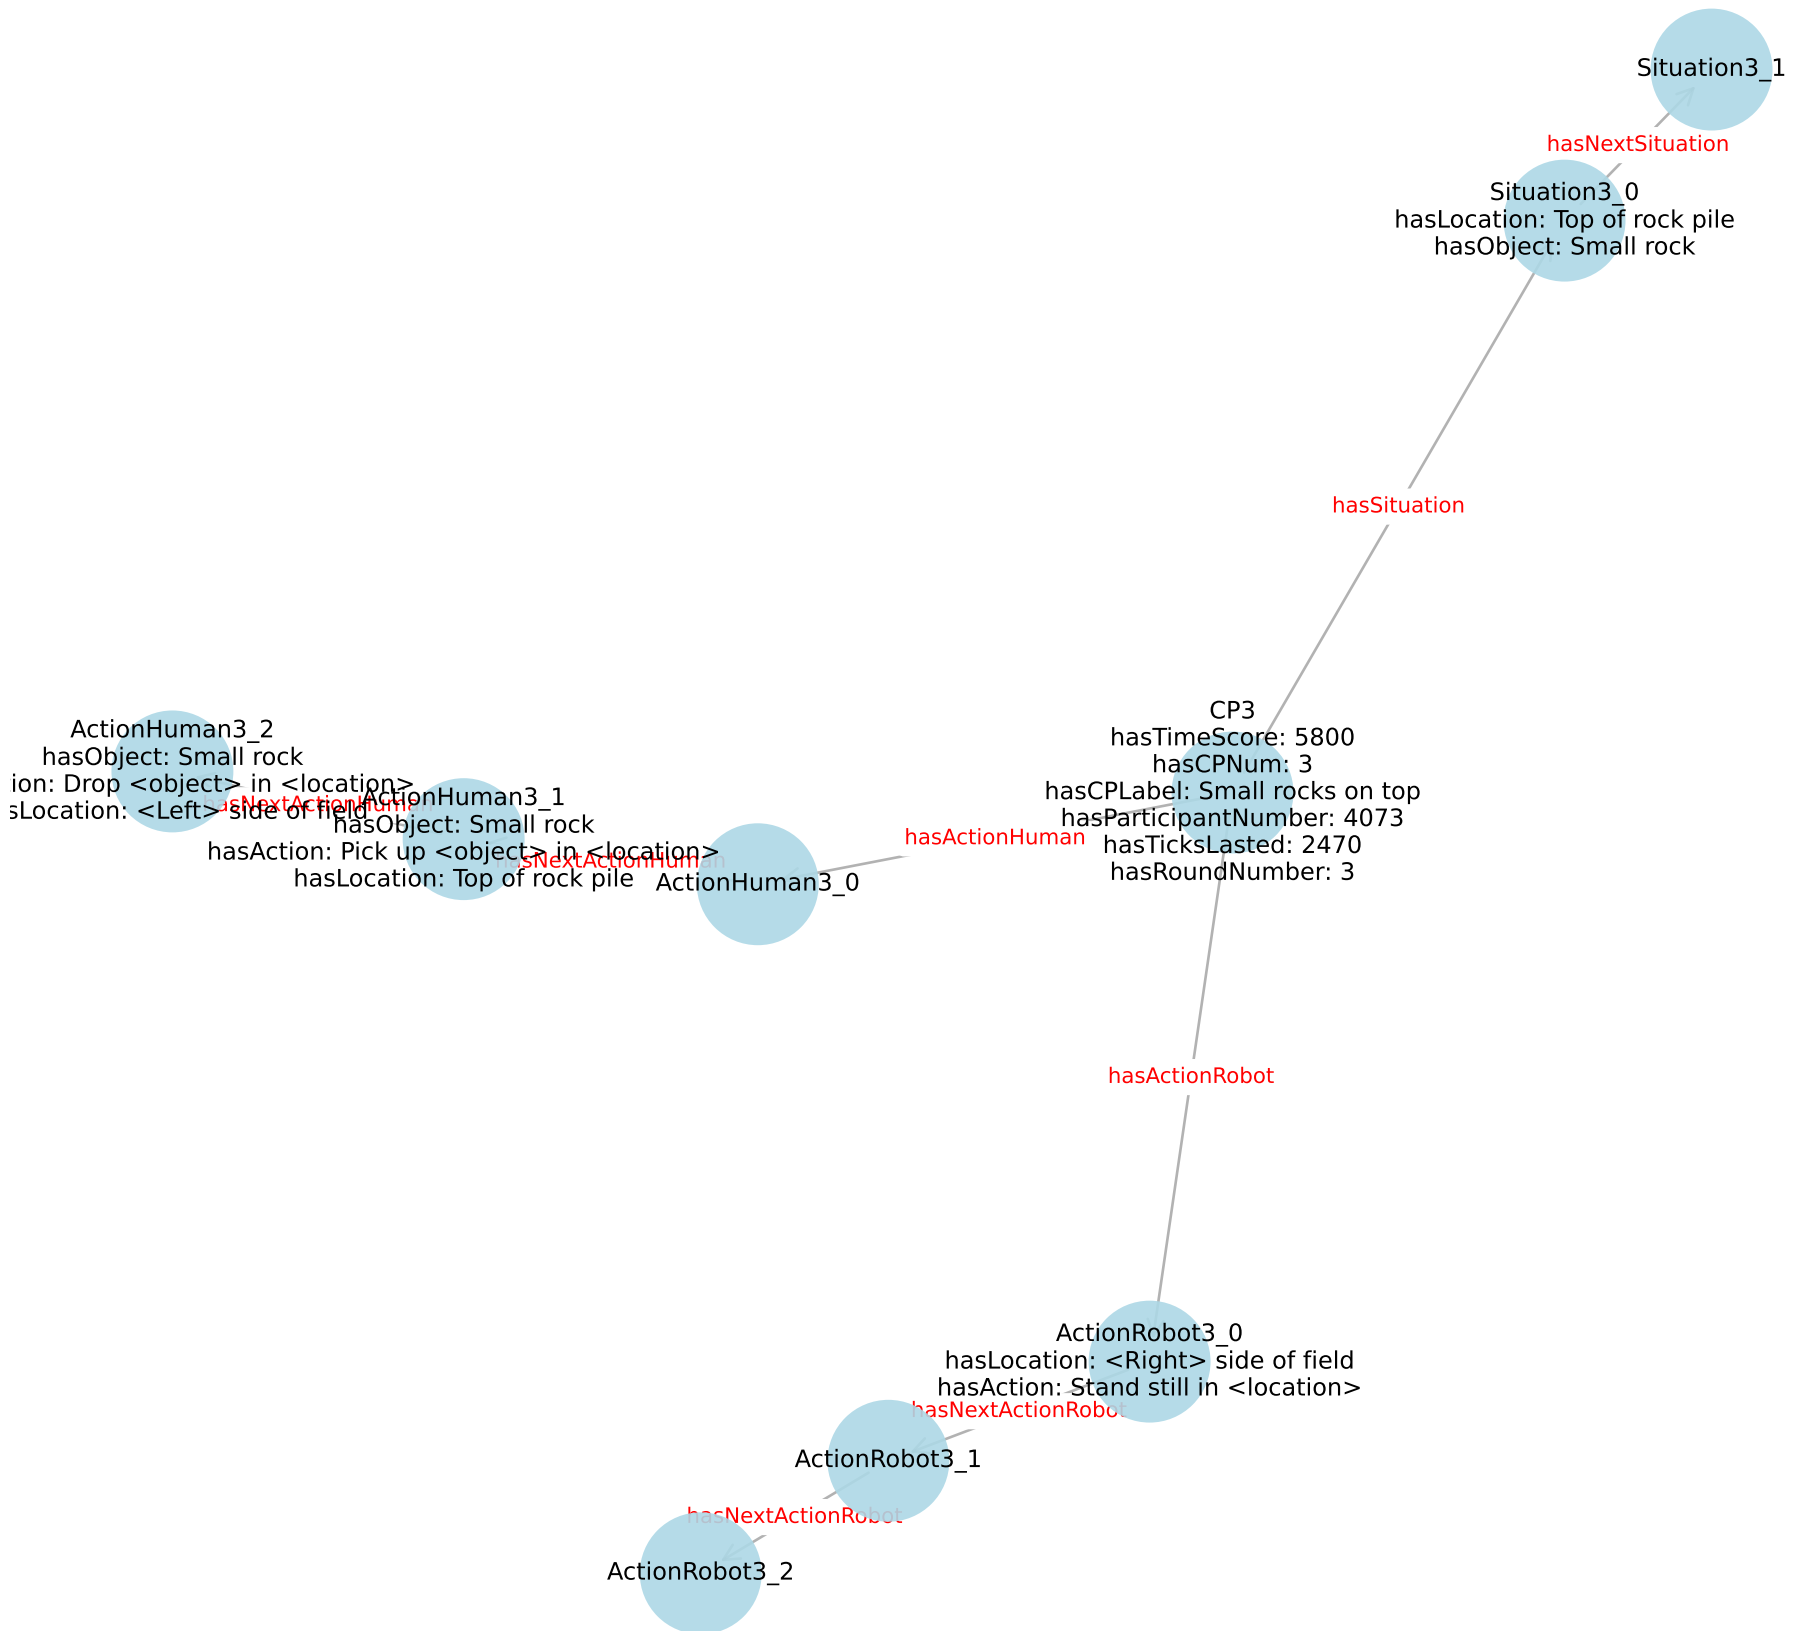 Situation3_1
hasNextSituation
Situation3_0
hasLocation: Top of rock pile
hasObject: Small rock
hasSituation
CP3
hasTimeScore: 5800
hasCPNum: 3
hasCPLabel: Small rocks on top
hasParticipantNumber: 4073
hasTicksLasted: 2470
hasRoundNumber: 3
ActionHuman3_2
hasObject: Small rock
ion: Drop <object> in <location>
sLocation: <Left> side of field
hasNextActionHuman
ActionHuman3_1
hasObject: Small rock
hasAction: Pick up <object> in <location>
hasLocation: Top of rock pile
hasNextActionHuman
ActionHuman3_0
hasActionHuman
hasActionRobot
ActionRobot3_0
hasLocation: <Right> side of field
hasAction: Stand still in <location>
hasNextActionRobot
ActionRobot3_1
hasNextActionRobot
ActionRobot3_2